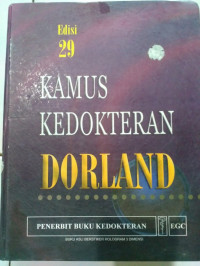 Edisi
29
KAMUS
KEDOKTERAN
DORLAND
PENERBIT BUKU KEDOKTERAN EGC